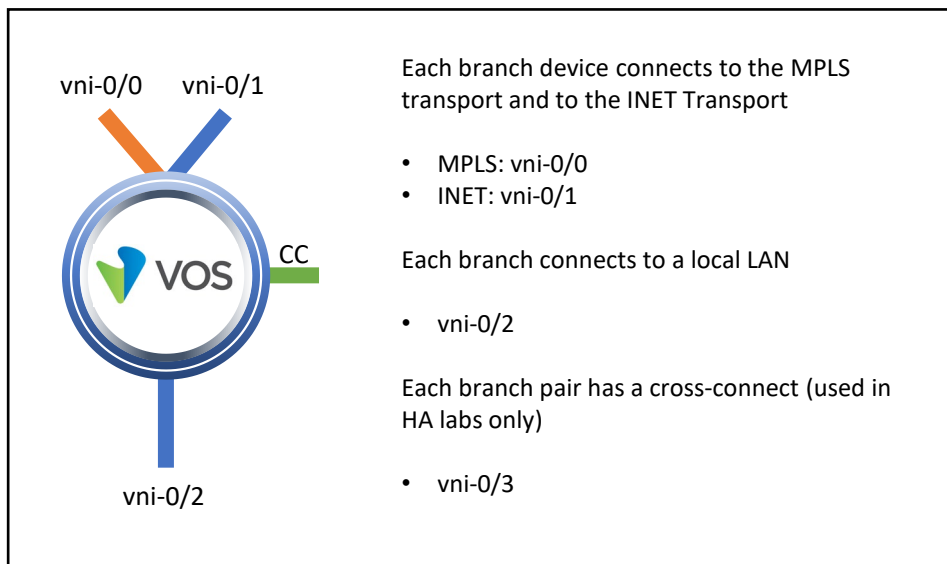 vni-0/0
vni-0/1
CC
VOS
vni-0/2
Each branch device connects to the MPLS
transport and to the INET Transport
• MPLS: vni-0/0
• INET: vni-0/1
Each branch connects to a local LAN
• vni-0/2
Each branch pair has a cross-connect (used in
HA labs only)
• vni-0/3